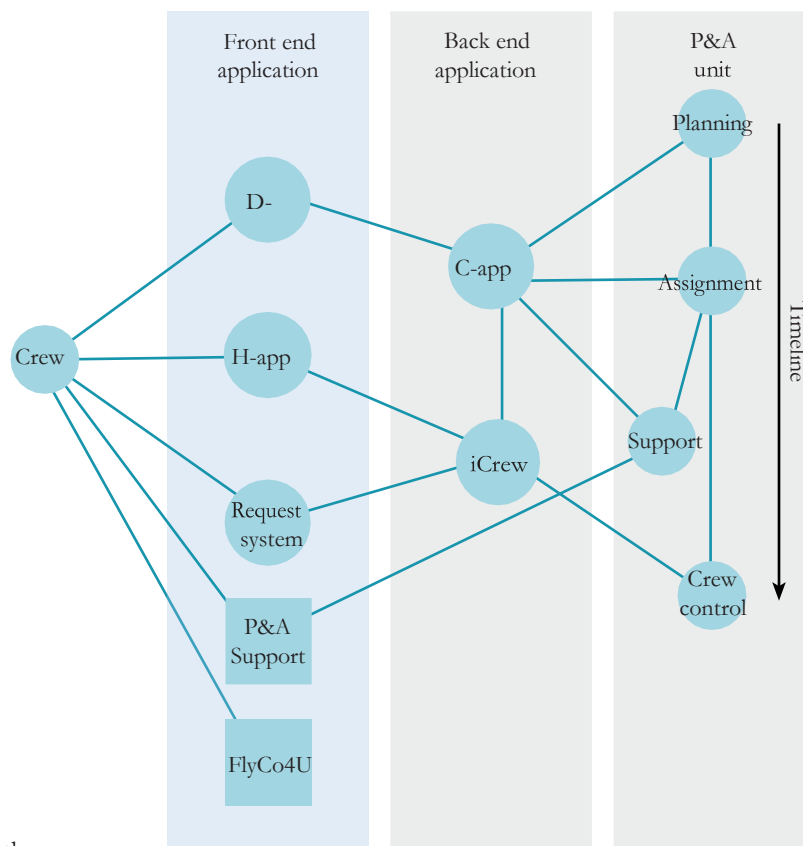 Front end
application
Back end
application
P&A
unit
Planning
D-
C-app
Assignment
Timeline
Crew
H-app
Support
iCrew
Request
system
Crew
control
P&A
Support
FlyCo4U